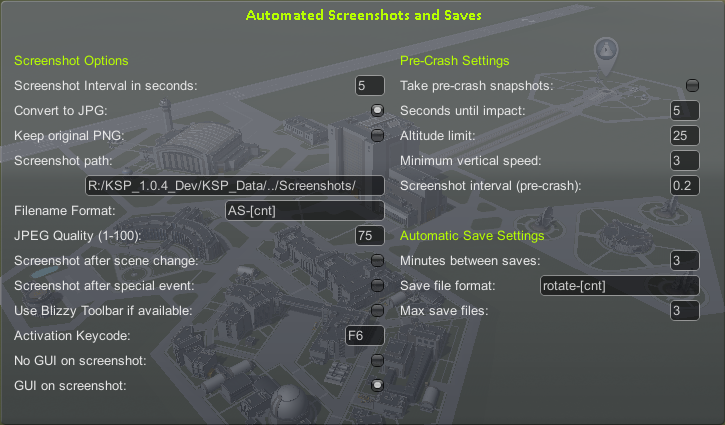 Automated Screenshots and Saves
Screenshot Options
Screenshot Interval in seconds: 5
Convert to JPG:
Keep original PNG:
Screenshot path:
R:/KSP_1.0.4_Dev/KSP_Data/../Screenshots/
Filename Format: AS-[cnt]
JPEG Quality (1-100): 75
Screenshot after scene change:
Screenshot after special event:
Use Blizzy Toolbar if available:
Activation Keycode: F6
No GUI on screenshot:
GUI on screenshot:
Pre-Crash Settings
Take pre-crash snapshots:
Seconds until impact: 5
Altitude limit: 25
Minimum vertical speed: 3
Screenshot interval (pre-crash): 0.2
Automatic Save Settings
Minutes between saves: 3
Save file format: rotate-[cnt]
Max save files: 3